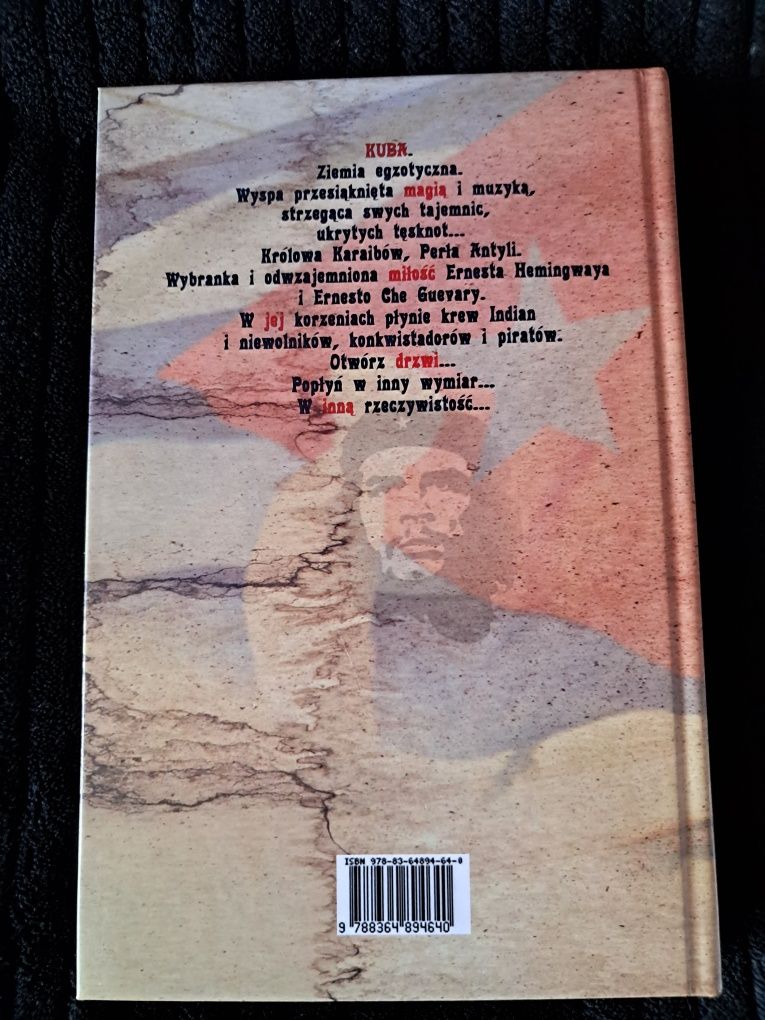 KUBA.
Ziemia egzotyczna.
Wyspa przesiąknięta magią i muzyką,
strzegąca swych tajemnic,
ukrytych tęsknot...
Królowa Karaibów, Perła Antyli.
Wybranka i odwzajemniona miłość Ernesta Hemingwaya
i Ernesto Che Guevary.
W jej korzeniach płynie krew Indian
i niewolników, konkwistadorów i piratów.
Otwórz drzwi...
Popłyń w inny wymiar...
W inną rzeczywistość...
ISBN 978-83-64894-64-0
9 788364 894640